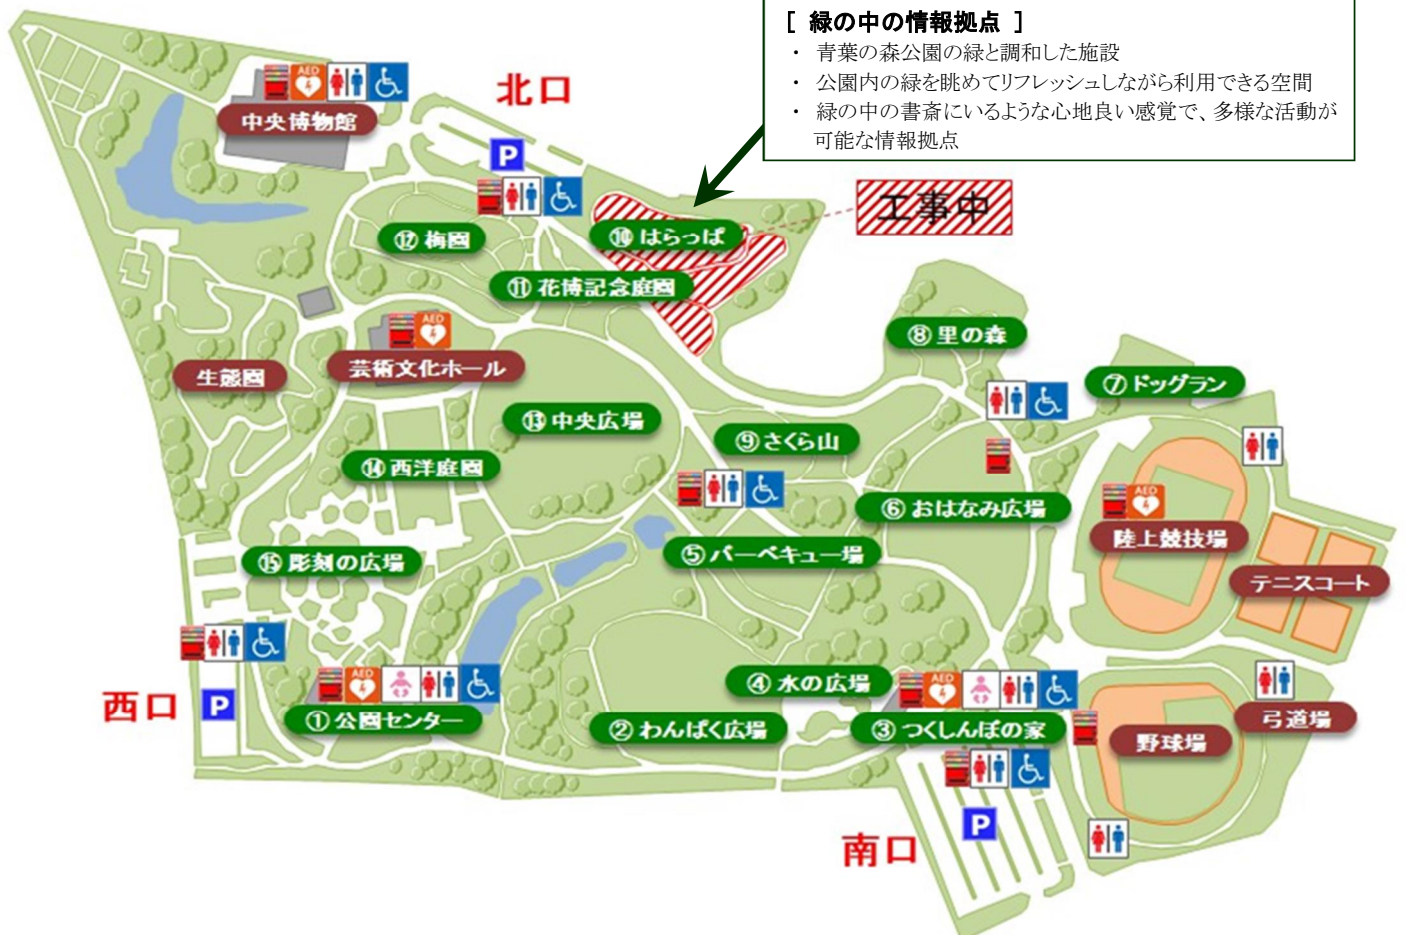 [ 緑の中の情報拠点 ]
・ 青葉の森公園の緑と調和した施設
・ 公園内の緑を眺めてリフレッシュしながら利用できる空間
・ 緑の中の書斎にいるような心地良い感覚で、多様な活動が
可能な情報拠点
AED
中央博物館
北口
P
工事中
⑩ はらっぱ
⑫ 梅園
⑪ 花博記念庭園
AED
芸術文化ホール
生態園
⑧ 里の森
⑦ ドッグラン
⑬ 中央広場
⑨ さくら山
⑭ 西洋庭園
⑥ おはなみ広場
AED
陸上競技場
⑤ バーベキュー場
⑮ 彫刻の広場
テニスコート
西口
P
AED
① 公園センター
④ 水の広場
AED
② わんぱく広場
③ つくしんぼの家
野球場
弓道場
南口
P